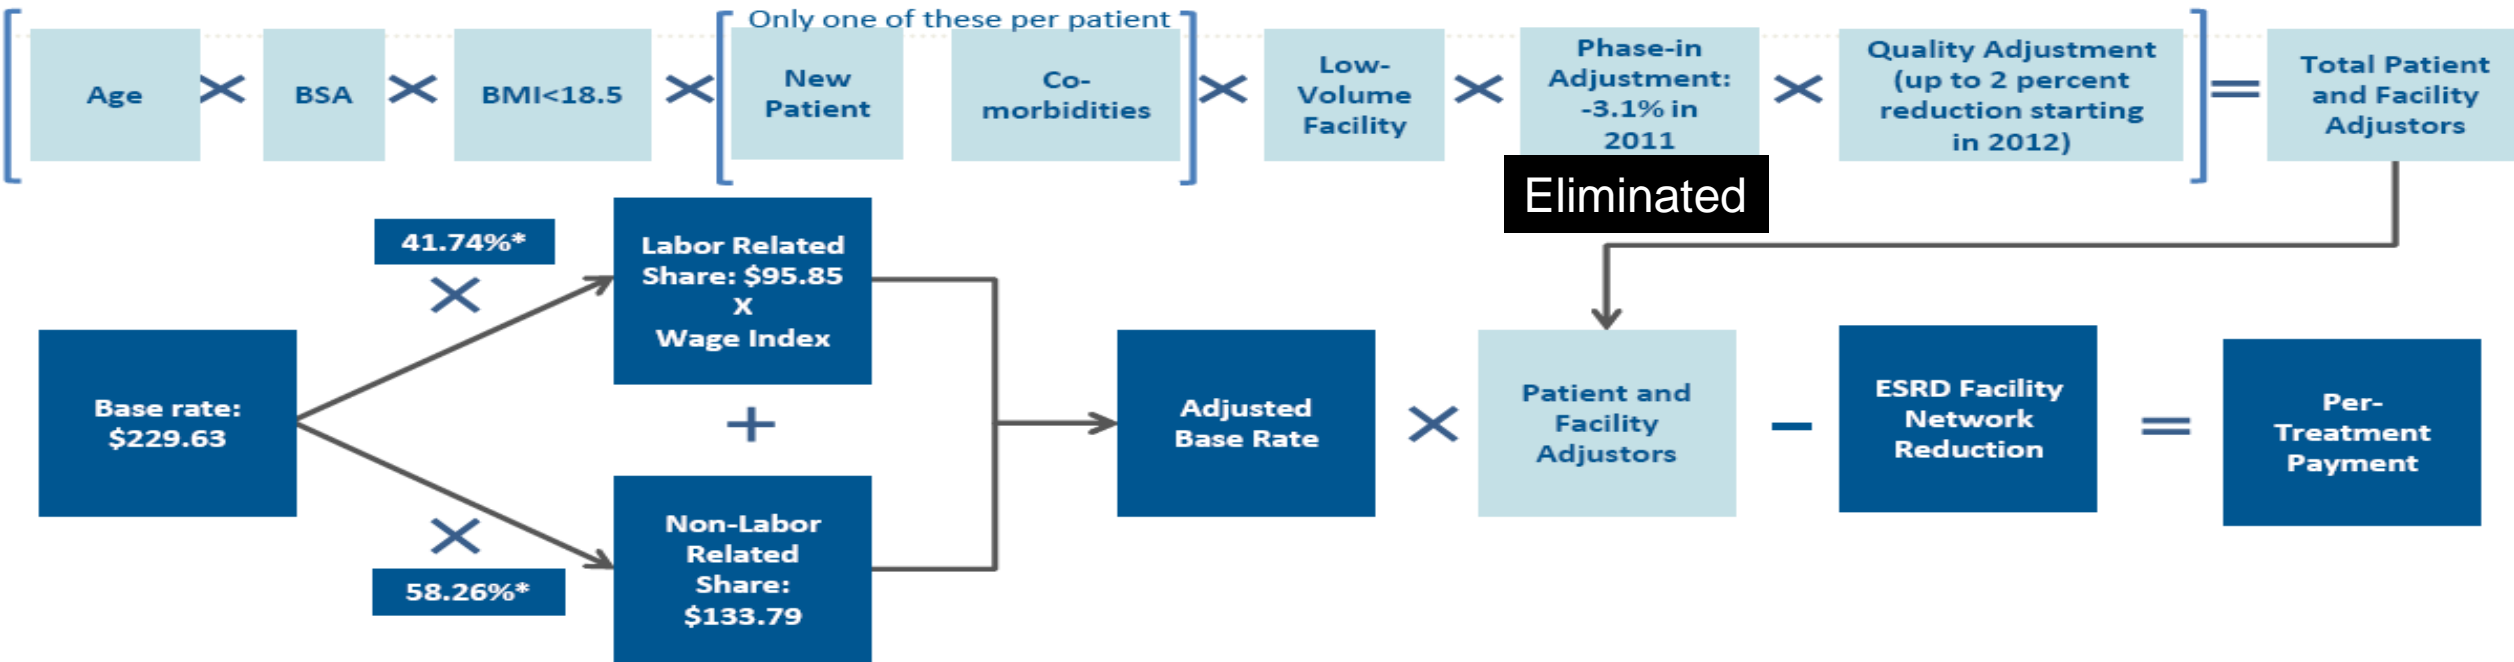 Only one of these per patient
Age
×
BSA
×
BMI<18.5
×
New
Patient
Co-
morbidities
×
Low-
Volume
Facility
×
Phase-in
Adjustment:
-3.1% in
2011
×
Quality Adjustment
(up to 2 percent
reduction starting
in 2012)
=
Total Patient
and Facility
Adjustors
Eliminated
41.74%*
×
Labor Related
Share: $95.85
X
Wage Index
Base rate:
$229.63
+
×
58.26%*
Non-Labor
Related
Share:
$133.79
Adjusted
Base Rate
×
Patient and
Facility
Adjustors
−
ESRD Facility
Network
Reduction
=
Per-
Treatment
Payment